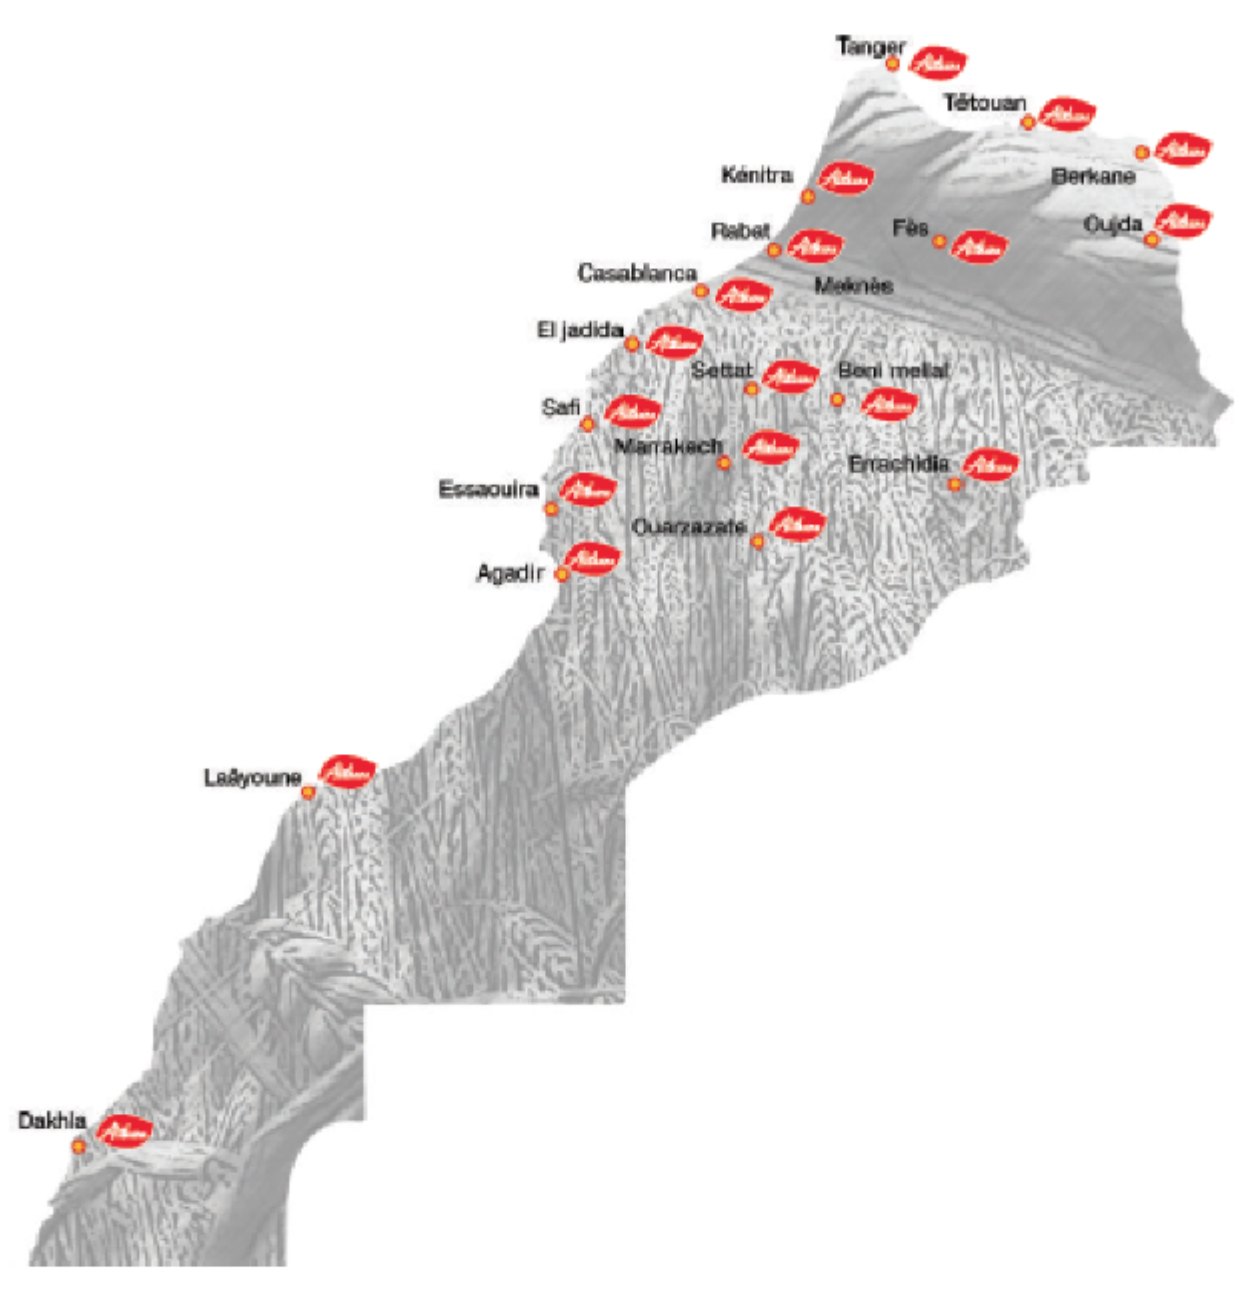 Tanger
Tétouan
Berkane
Kénitra
Rabat
Fès
Oujda
Casablanca
Meknès
El jadida
Settat
Beni mellal
Safi
Marrakech
Errachidia
Essaouira
Ouarzazate
Agadir
Laâyoune
Dakhla